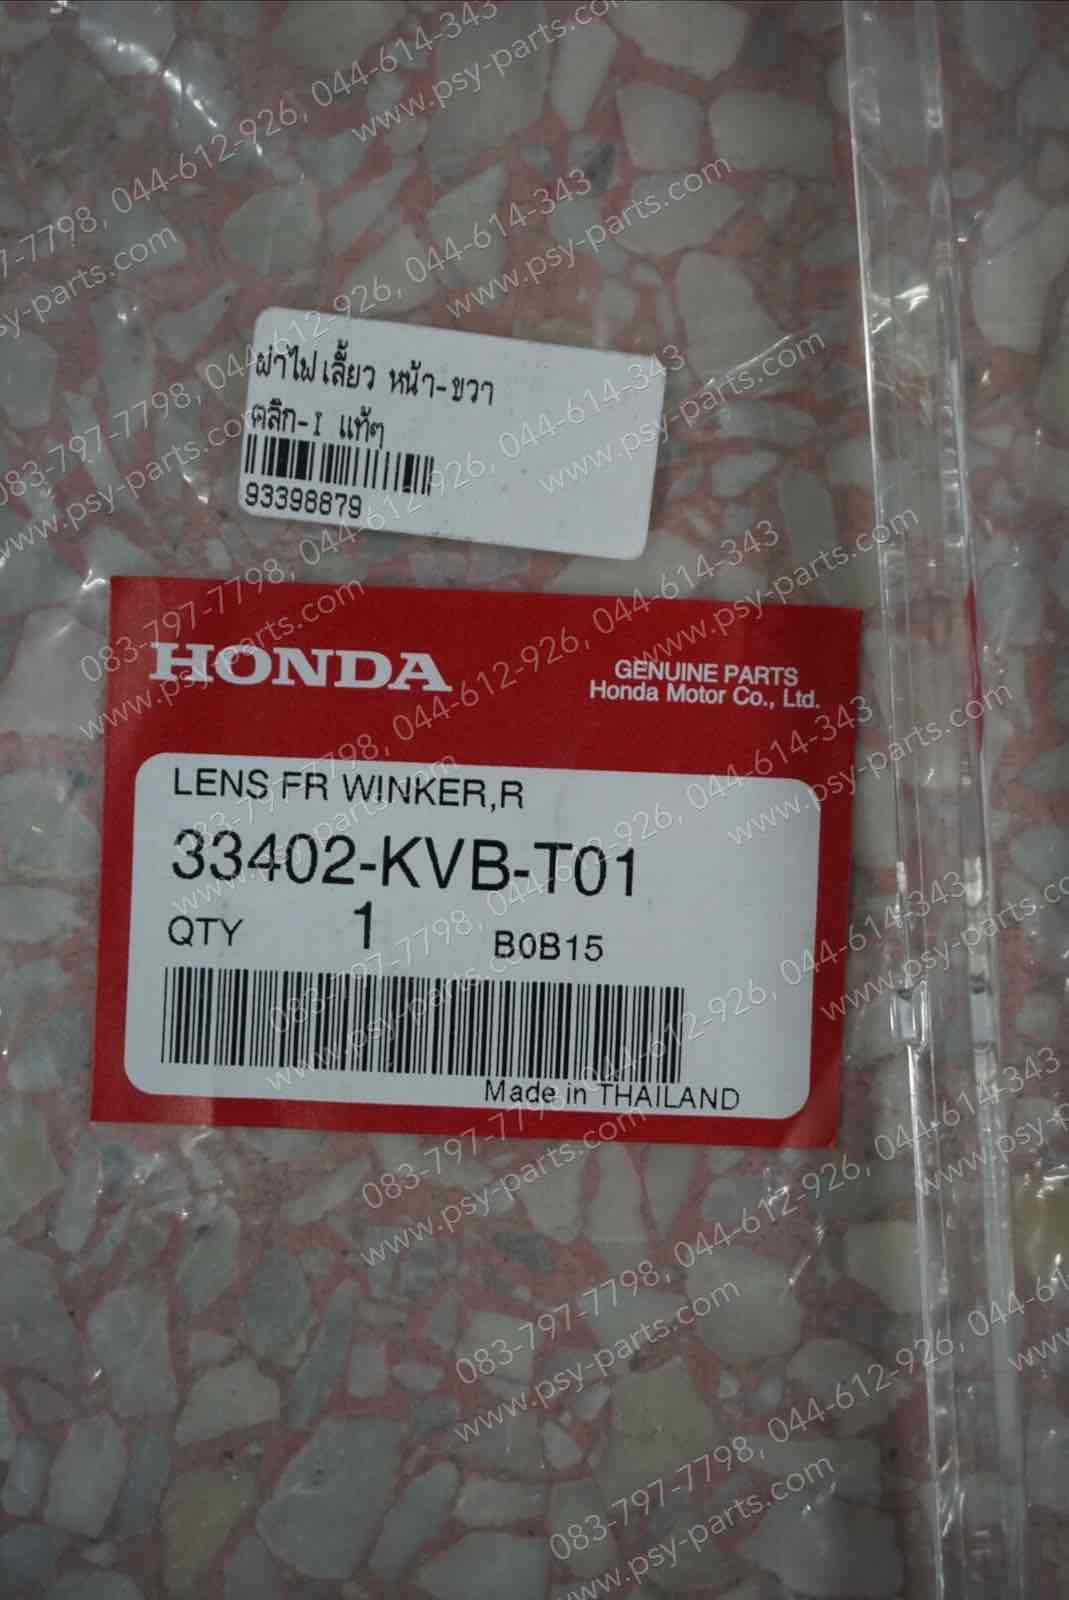 ฝาไฟเลี้ยว หน้า-ขวา
คลิก-I แท้ๆ
93398879
HONDA
GENUINE PARTS
Honda Motor Co., Ltd.
LENS FR WINKER,R
33402-KVB-T01
QTY 1 B0B15
Made in THAILAND
083-797-7798, 044-612-926, 044-614-343
www.psy-parts.com